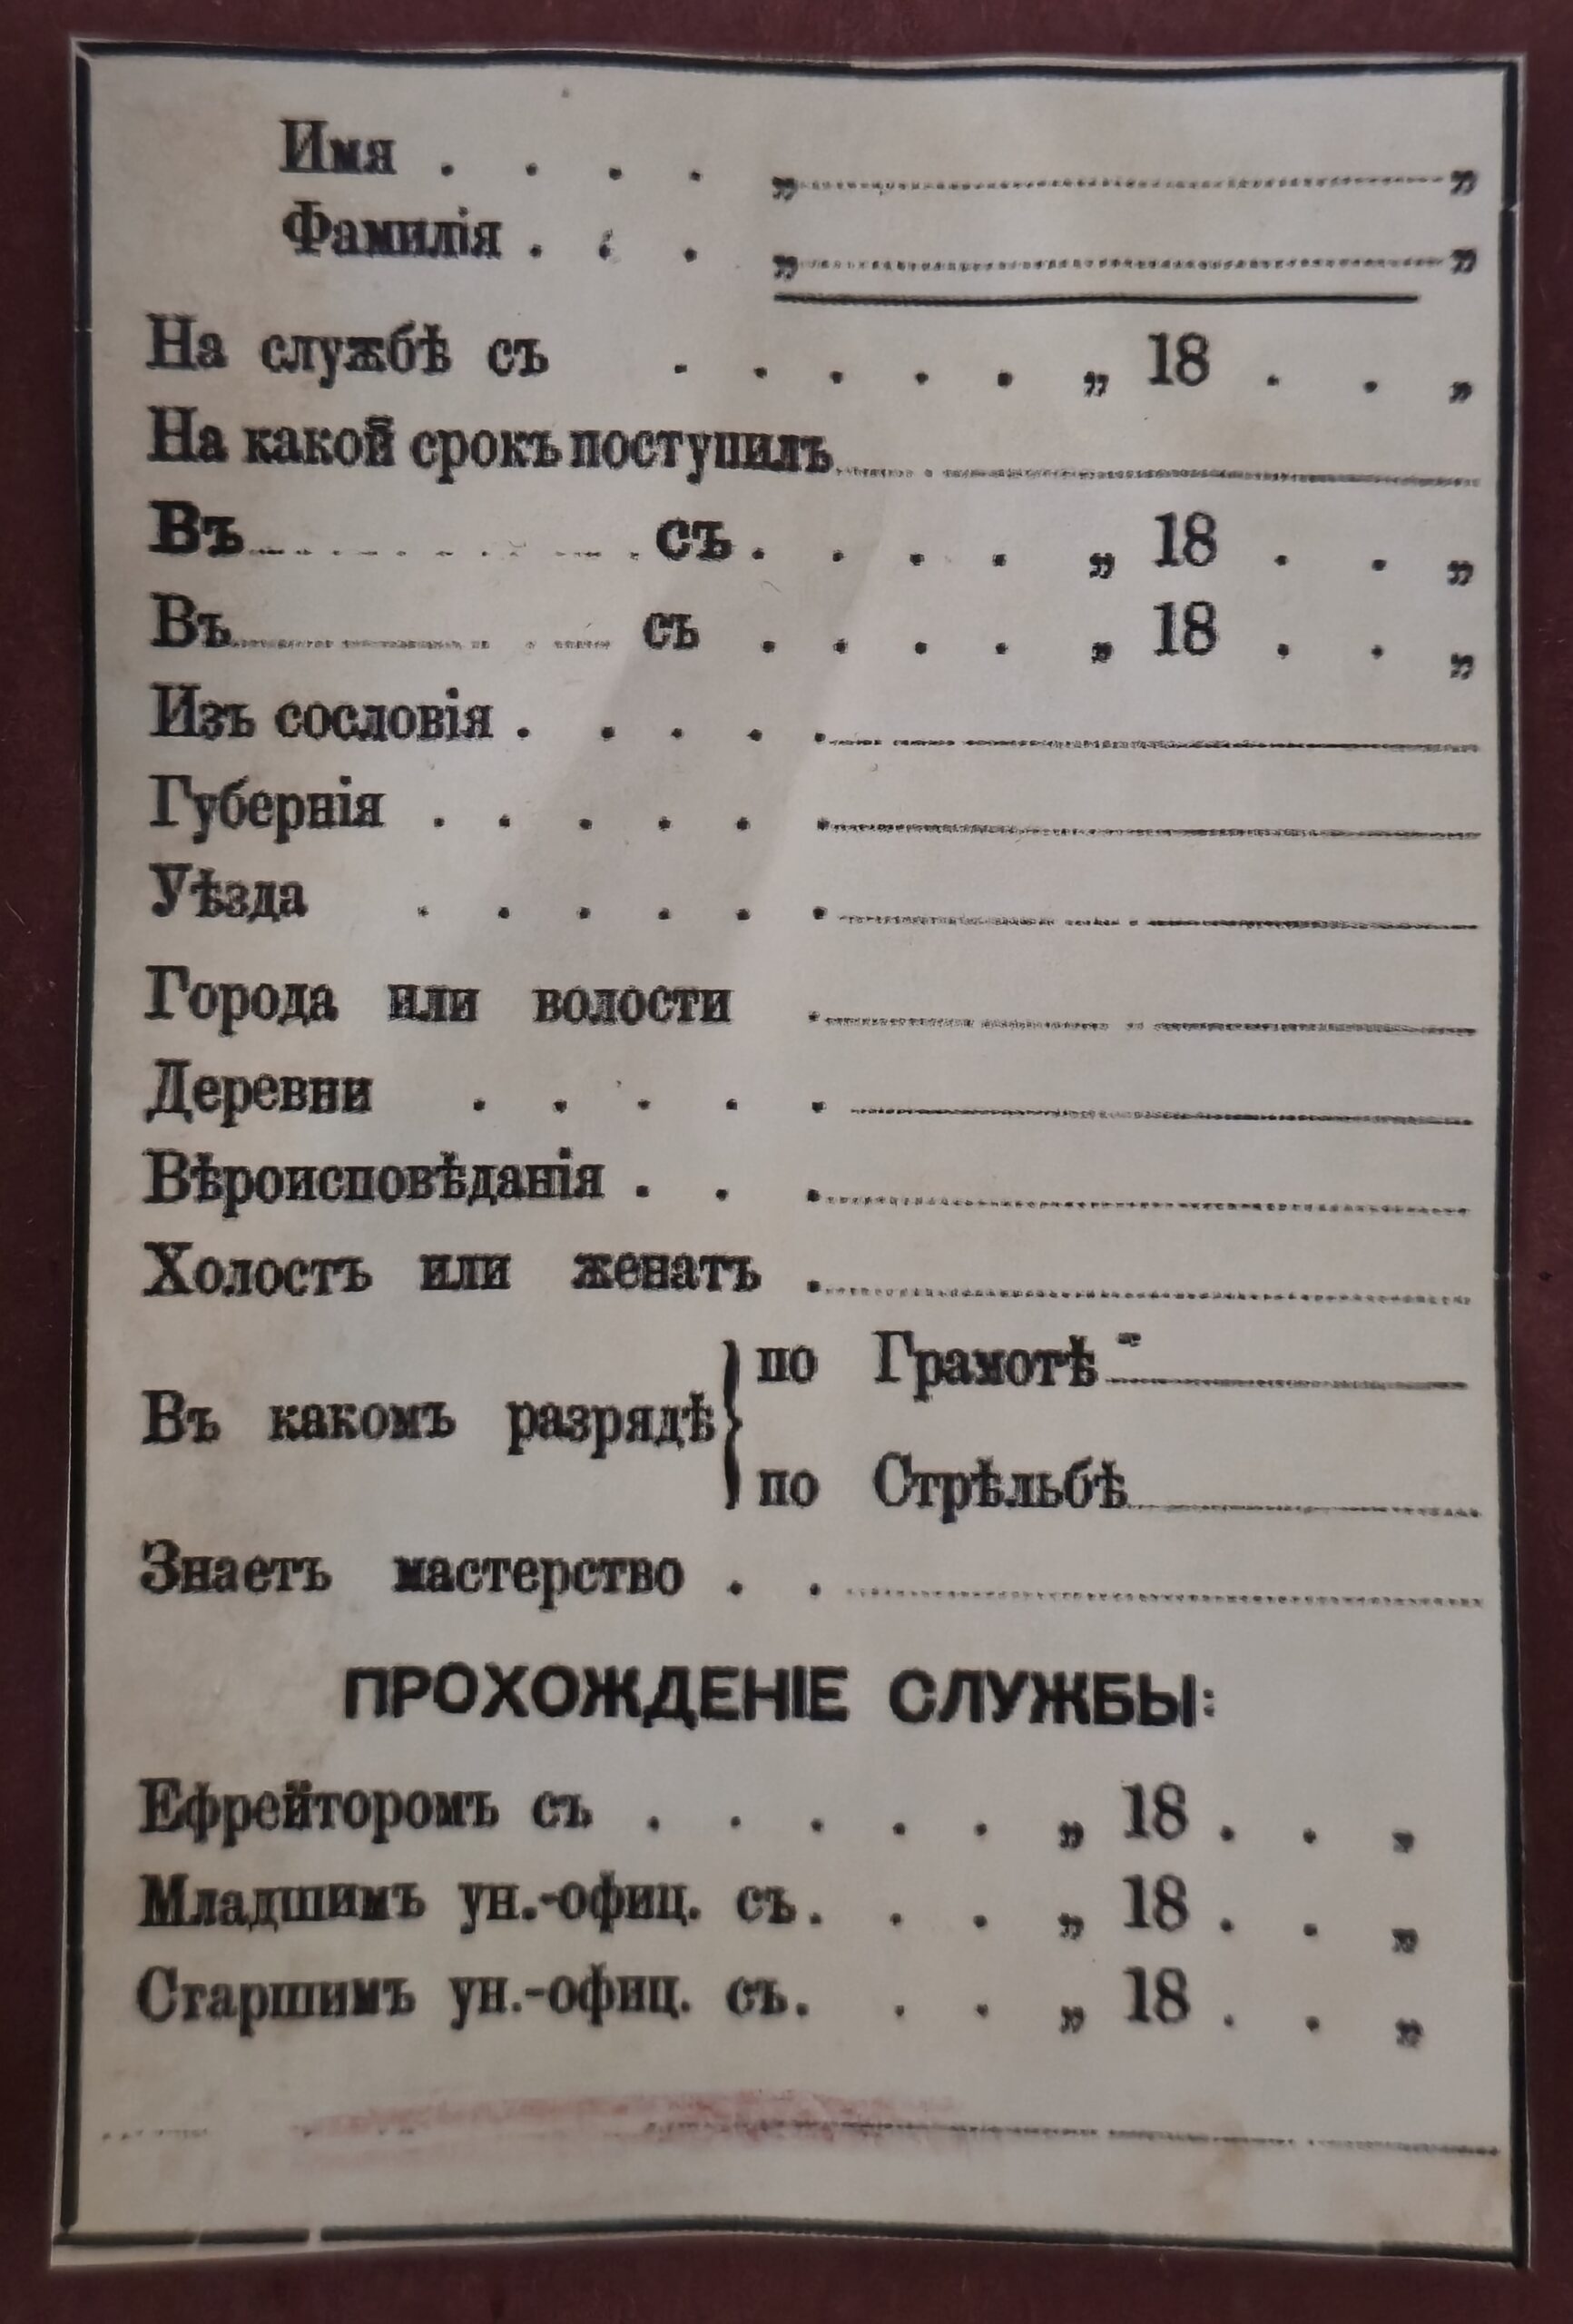 Имя . . . . „ „
Фамилія . . . „ „
На службѣ съ . . . . . „ 18 . . „
На какой срокъ поступилъ
Въ съ . . . . „ 18 . . „
Въ съ . . . . „ 18 . . „
Изъ сословія . . . . .
Губернія . . . . . .
Уѣзда . . . . . .
Города или волости .
Деревни . . . . .
Вѣроисповѣданія . . .
Холостъ или женатъ .
по Грамотѣ
Въ какомъ разрядѣ
по Стрѣльбѣ
Знаетъ мастерство . .
ПРОХОЖДЕНІЕ СЛУЖБЫ:
Ефрейторомъ съ . . . . . „ 18 . . „
Младшимъ ун.-офиц. съ . . . „ 18 . . „
Старшимъ ун.-офиц. съ . . . „ 18 . . „